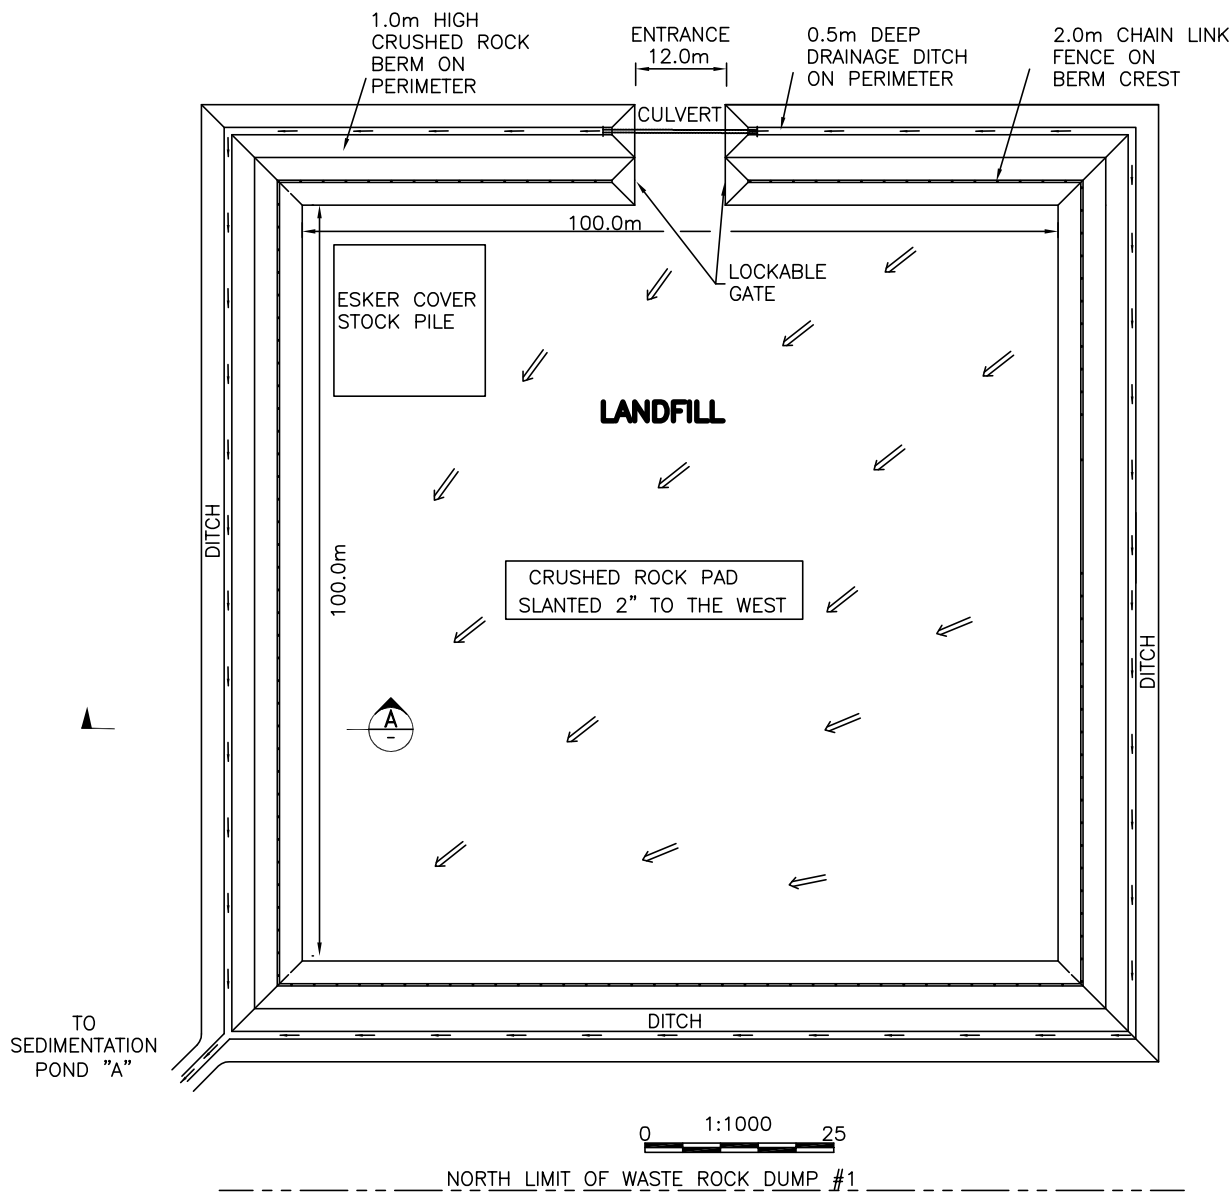 1.0m HIGH
CRUSHED ROCK
BERM ON
PERIMETER
ENTRANCE
12.0m
0.5m DEEP
DRAINAGE DITCH
ON PERIMETER
2.0m CHAIN LINK
FENCE ON
BERM CREST
CULVERT
100.0m
LOCKABLE
GATE
ESKER COVER
STOCK PILE
LANDFILL
DITCH
100.0m
CRUSHED ROCK PAD
SLANTED 2" TO THE WEST
DITCH
A
-
DITCH
TO
SEDIMENTATION
POND "A"
1:1000
0 25
NORTH LIMIT OF WASTE ROCK DUMP #1